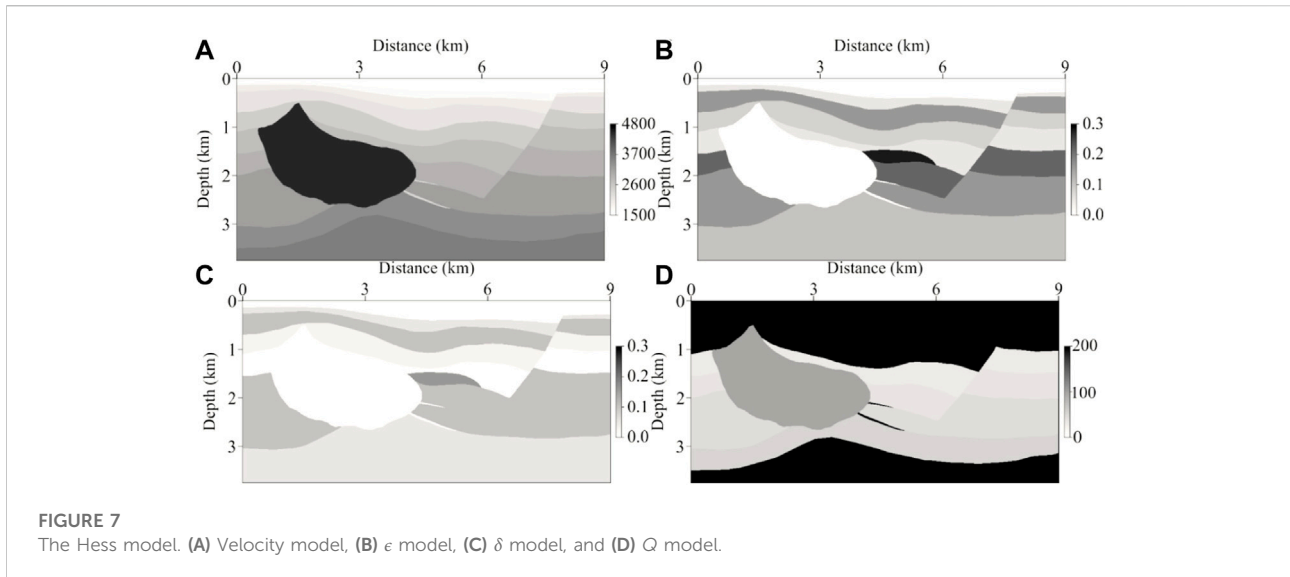 A
Distance (km)
0 3 6 9
Depth (km)
0
1
2
3
4800
3700
2600
1500
B
Distance (km)
0 3 6 9
Depth (km)
0
1
2
3
0.3
0.2
0.1
0.0
C
Distance (km)
0 3 6 9
Depth (km)
0
1
2
3
0.3
0.2
0.1
0.0
D
Distance (km)
0 3 6 9
Depth (km)
0
1
2
3
200
100
0
FIGURE 7
The Hess model. (A) Velocity model, (B) ϵ model, (C) δ model, and (D) Q model.